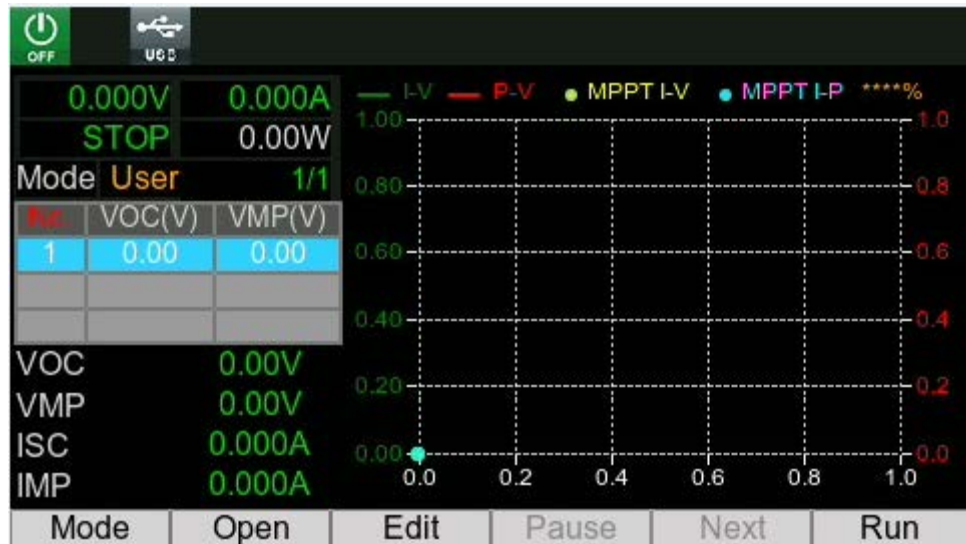 OFF
USB
0.000V 0.000A
STOP 0.00W
Mode User 1/1
VOC(V) VMP(V)
1 0.00 0.00
VOC 0.00V
VMP 0.00V
ISC 0.000A
IMP 0.000A
I-V P-V MPPT I-V MPPT I-P ****%
1.00 1.0
0.80 0.8
0.60 0.6
0.40 0.4
0.20 0.2
0.00 0.0
0.0 0.2 0.4 0.6 0.8 1.0
Mode Open Edit Pause Next Run